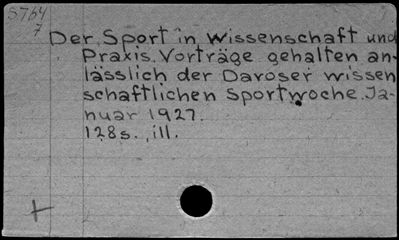 5764
7
Der Sport in Wissenschaft und
Praxis. Vorträge gehalten an-
lässlich der Davoser wissen
schaftlichen Sportwoche. Ja-
nuar 1927.
128s. ill.